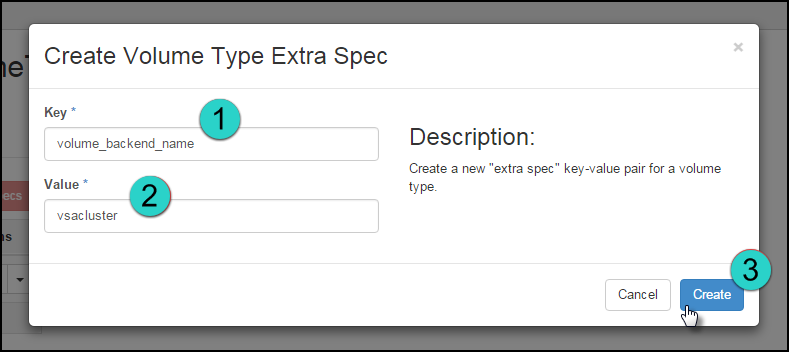 Create Volume Type Extra Spec
×
Key *
1
volume_backend_name
Value *
2
vsacluster
Description:
Create a new "extra spec" key-value pair for a volume
type.
3
Cancel
Create